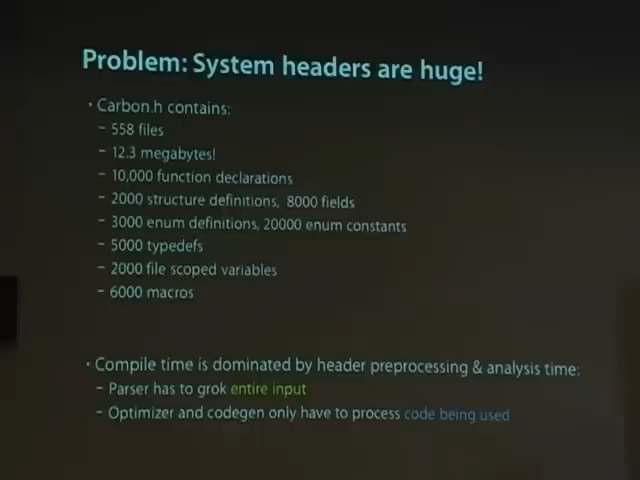 Problem: System headers are huge!
• Carbon.h contains:
– 558 files
– 12.3 megabytes!
– 10,000 function declarations
– 2000 structure definitions, 8000 fields
– 3000 enum definitions, 20000 enum constants
– 5000 typedefs
– 2000 file scoped variables
– 6000 macros
• Compile time is dominated by header preprocessing & analysis time:
– Parser has to grok entire input
– Optimizer and codegen only have to process code being used